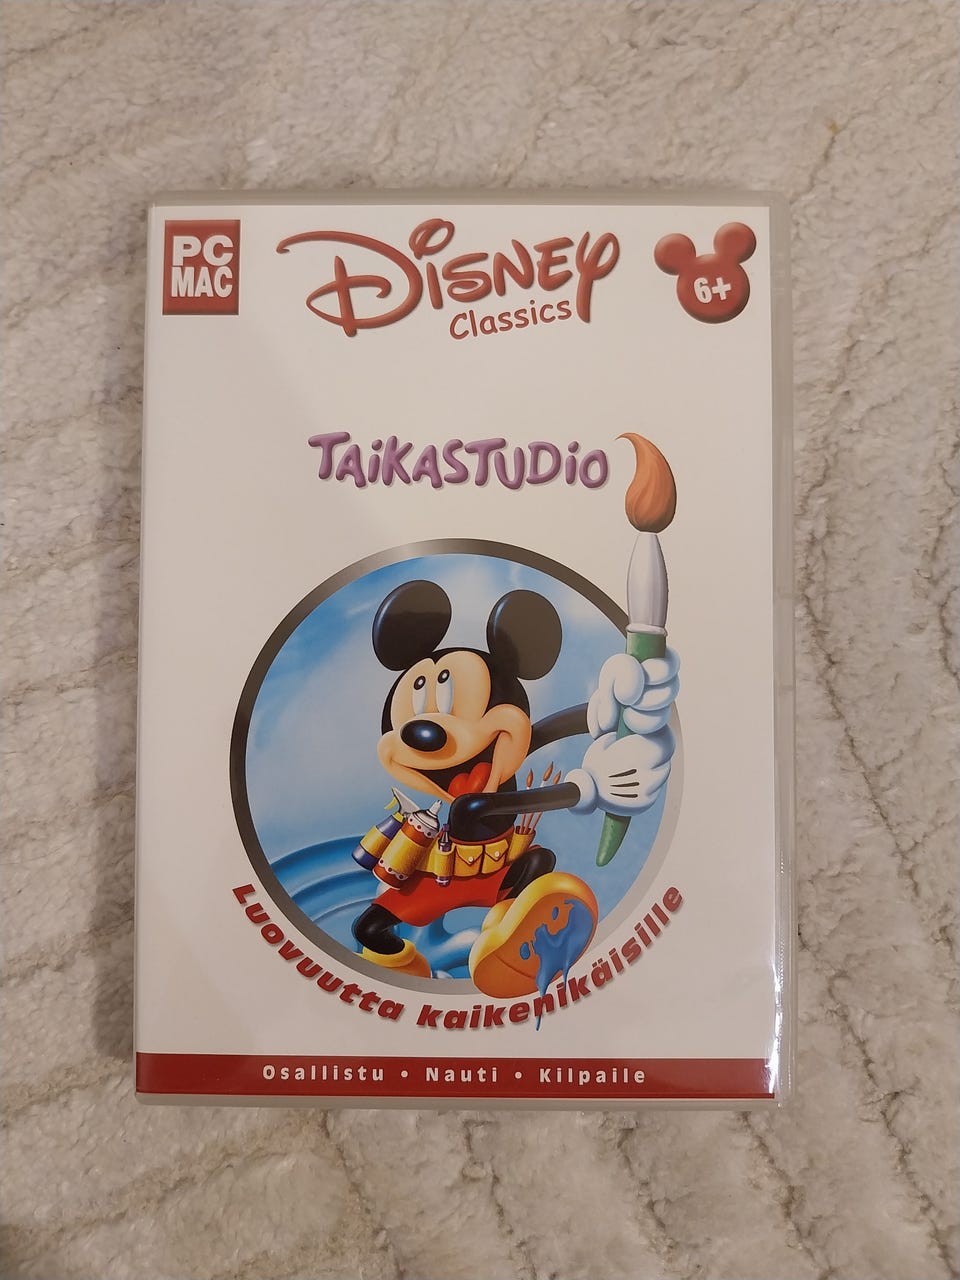 PC
MAC
Disney
Classics
6+
TAiKASTUDiO
Luovuutta kaikenikäisille
Osallistu • Nauti • Kilpaile